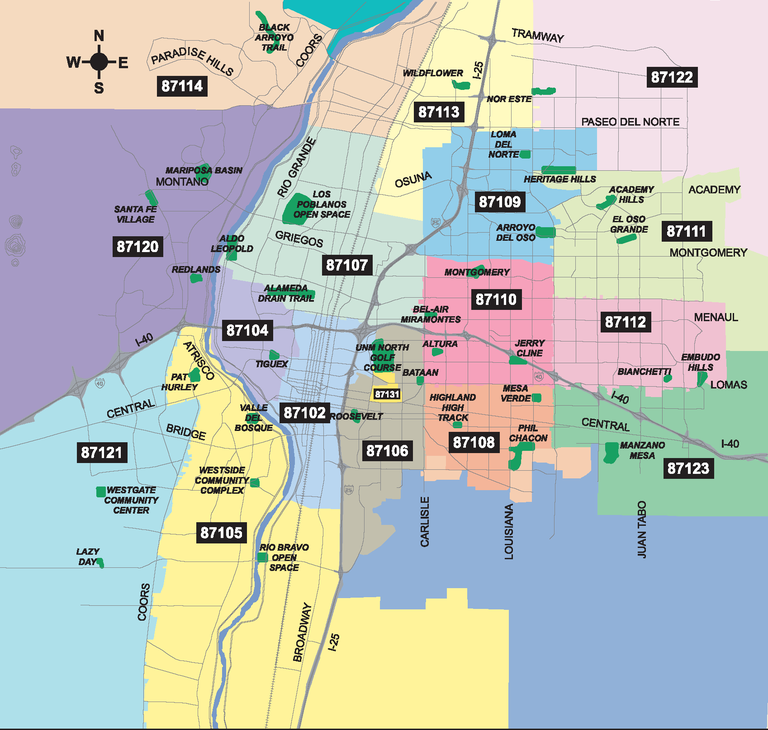 BLACK
ARROYO
TRAIL
COORS
N
W
E
S
PARADISE HILLS
87114
TRAMWAY
I-25
WILDFLOWER
87122
87113
NOR ESTE
PASEO DEL NORTE
LOMA
DEL
NORTE
RIO GRANDE
MARIPOSA BASIN
MONTANO
OSUNA
HERITAGE HILLS
ACADEMY
ACADEMY
HILLS
SANTA FE
VILLAGE
LOS
POBLANOS
OPEN SPACE
87109
EL OSO
GRANDE
87111
ARROYO
DEL OSO
87120
ALDO
LEOPOLD
GRIEGOS
MONTGOMERY
87107
REDLANDS
MONTGOMERY
ALAMEDA
DRAIN TRAIL
87110
BEL-AIR
MIRAMONTES
87112
MENAUL
87104
I-40
ATRISCO
UNM NORTH
GOLF
COURSE
ALTURA
JERRY
CLINE
TIGUEX
BATAAN
BIANCHETTI
EMBUDO
HILLS
LOMAS
PAT
HURLEY
87131
MESA
VERDE
I-40
CENTRAL
VALLE
DEL
BOSQUE
87102
ROOSEVELT
HIGHLAND
HIGH
TRACK
CENTRAL
BRIDGE
PHIL
CHACON
87108
I-40
87121
87106
MANZANO
MESA
87123
WESTSIDE
COMMUNITY
COMPLEX
WESTGATE
COMMUNITY
CENTER
CARLISLE
LOUISIANA
JUAN TABO
87105
LAZY
DAY
RIO BRAVO
OPEN
SPACE
COORS
BROADWAY
I-25